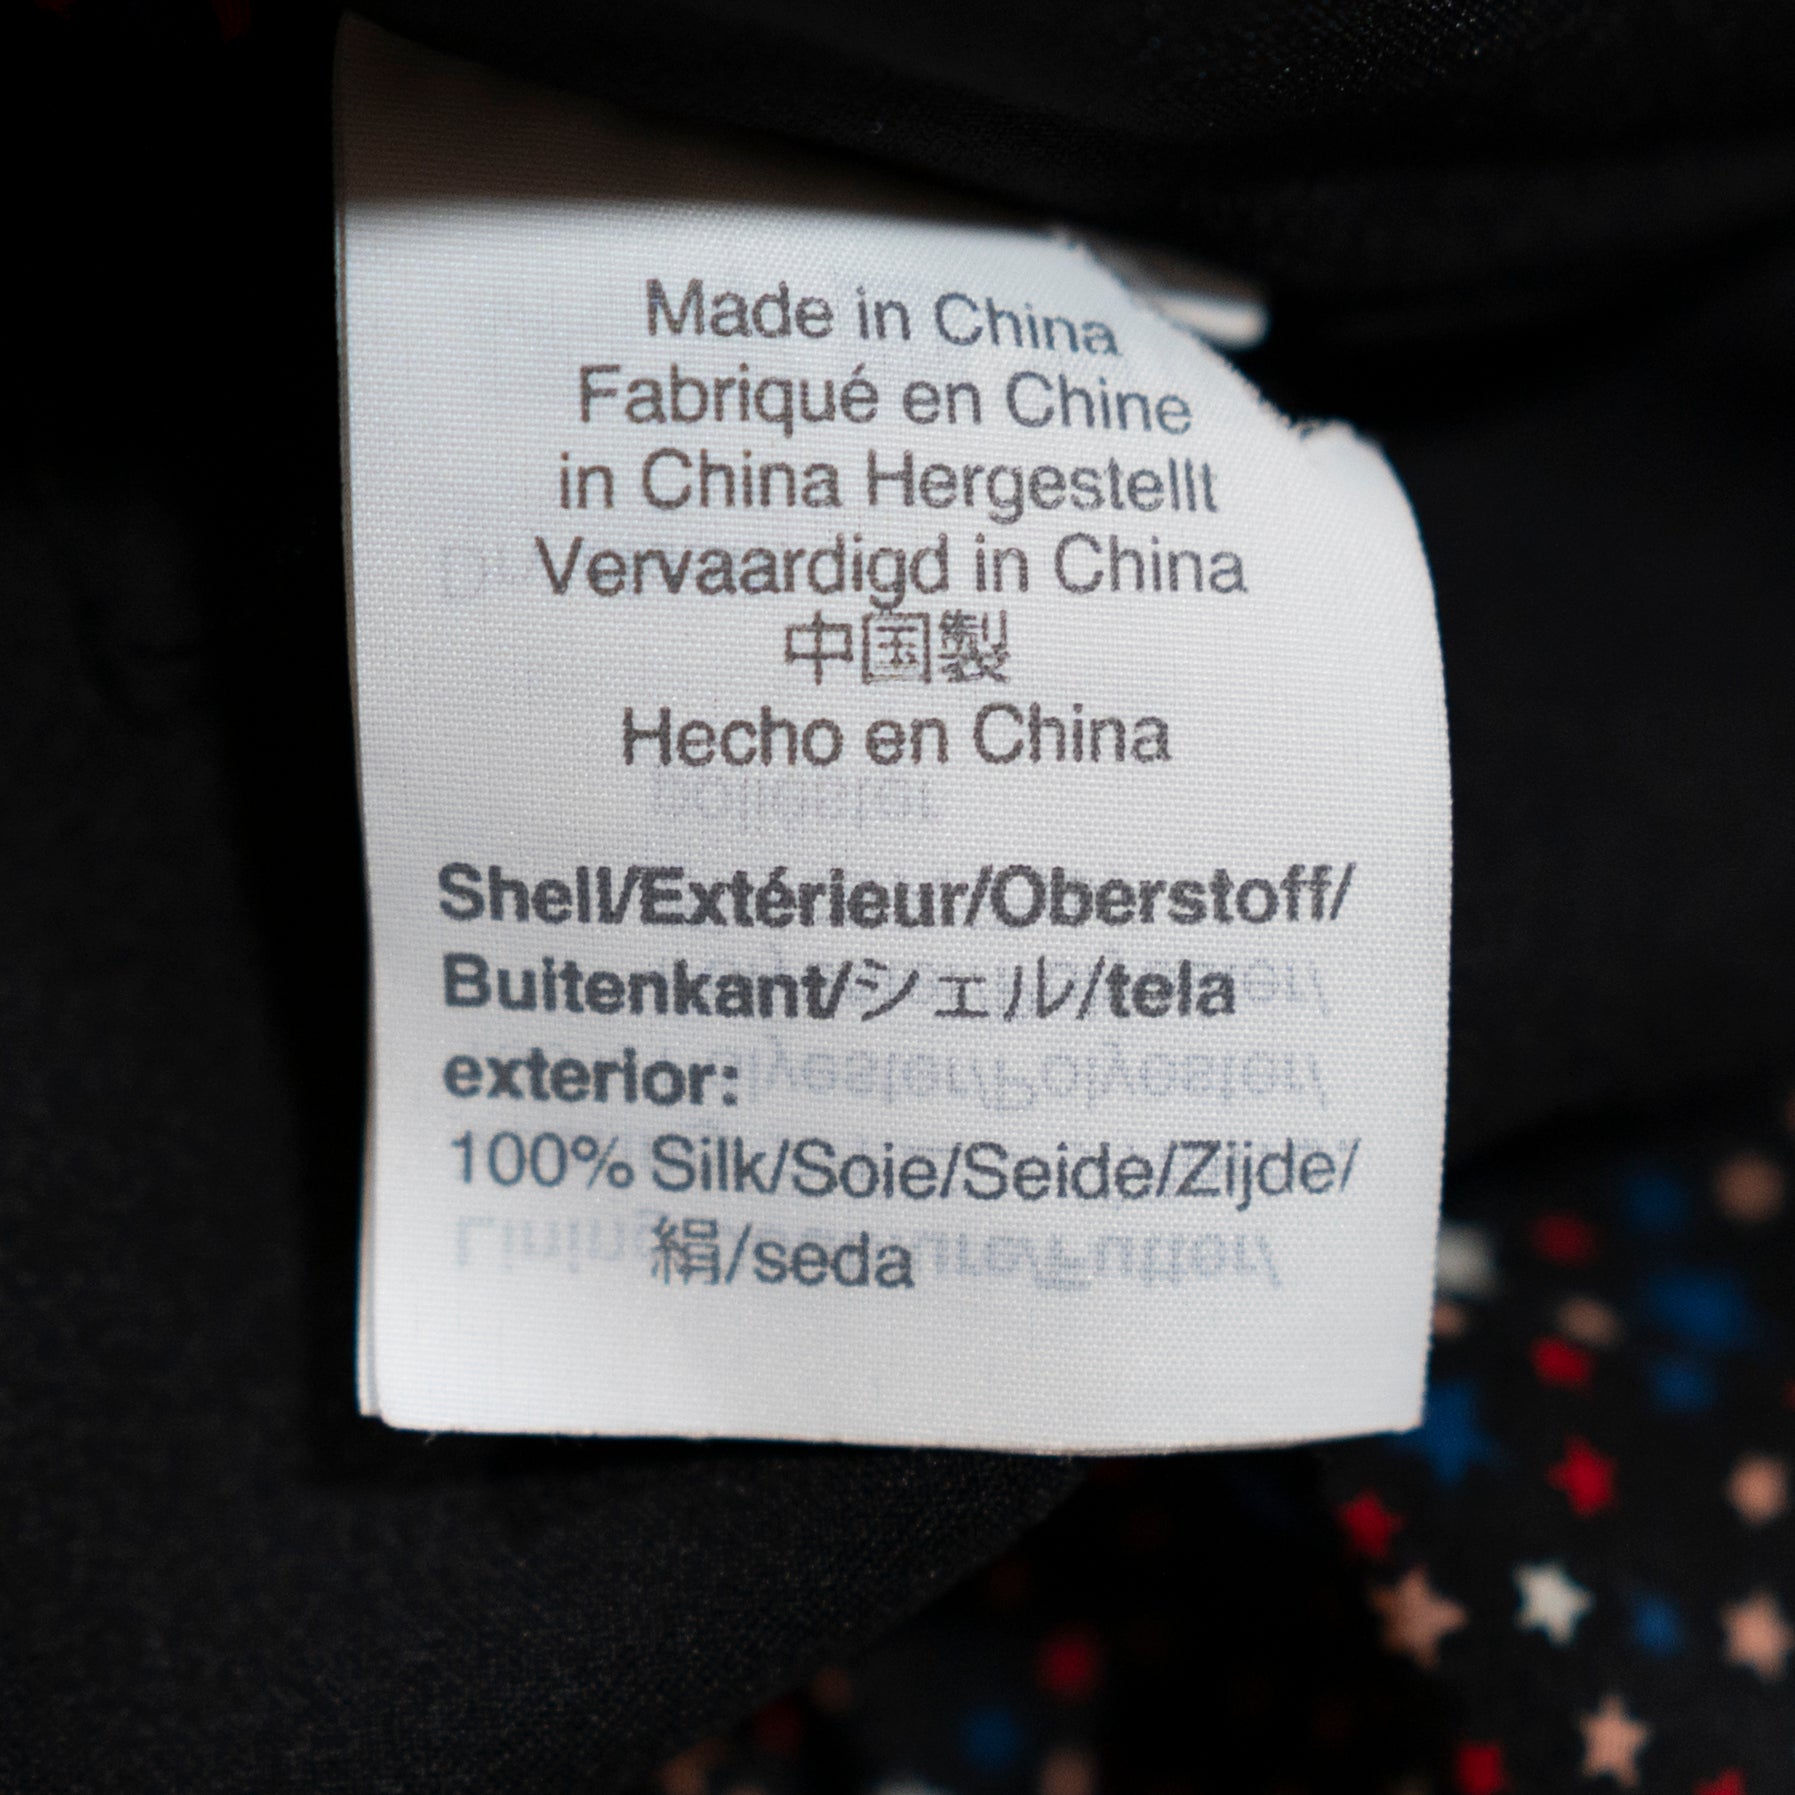 Made in China
Fabriqué en Chine
in China Hergestellt
Vervaardigd in China
中国製
Hecho en China
Shell/Extérieur/Oberstoff/
Buitenkant/シェル/tela
exterior:
100% Silk/Soie/Seide/Zijde/
絹/seda